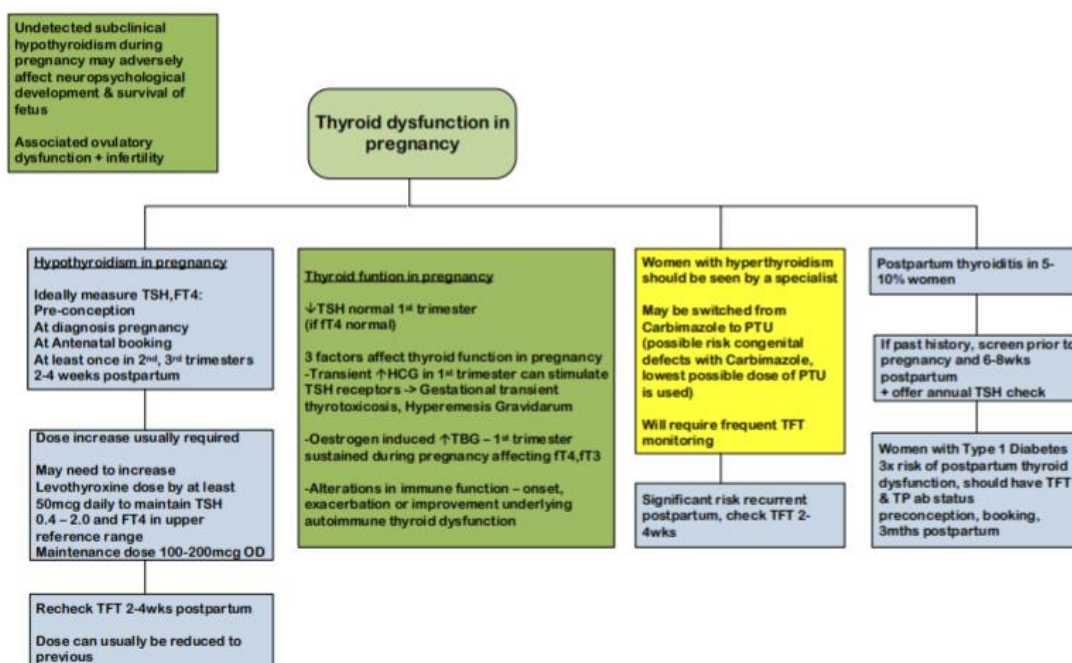 Undetected subclinical
hypothyroidism during
pregnancy may adversely
affect neuropsychological
development & survival of
fetus
Associated ovulatory
dysfunction + infertility
Thyroid dysfunction in
pregnancy
Hypothyroidism in pregnancy
Ideally measure TSH,FT4:
Pre-conception
At diagnosis pregnancy
At Antenatal booking
At least once in 2nd, 3rd trimesters
2-4 weeks postpartum
Dose increase usually required
May need to increase
Levothyroxine dose by at least
50mcg daily to maintain TSH
0.4 – 2.0 and FT4 in upper
reference range
Maintenance dose 100-200mcg OD
Recheck TFT 2-4wks postpartum
Dose can usually be reduced to
previous
Thyroid funtion in pregnancy
↓TSH normal 1st trimester
(if fT4 normal)
3 factors affect thyroid function in pregnancy
-Transient ↑HCG in 1st trimester can stimulate
TSH receptors -> Gestational transient
thyrotoxicosis, Hyperemesis Gravidarum
-Oestrogen induced ↑TBG – 1st trimester
sustained during pregnancy affecting fT4,fT3
-Alterations in immune function – onset,
exacerbation or improvement underlying
autoimmune thyroid dysfunction
Women with hyperthyroidism
should be seen by a specialist
May be switched from
Carbimazole to PTU
(possible risk congenital
defects with Carbimazole,
lowest possible dose of PTU
is used)
Will require frequent TFT
monitoring
Significant risk recurrent
postpartum, check TFT 2-
4wks
Postpartum thyroiditis in 5-
10% women
If past history, screen prior to
pregnancy and 6-8wks
postpartum
+ offer annual TSH check
Women with Type 1 Diabetes
3x risk of postpartum thyroid
dysfunction, should have TFT
& TP ab status
preconception, booking,
3mths postpartum